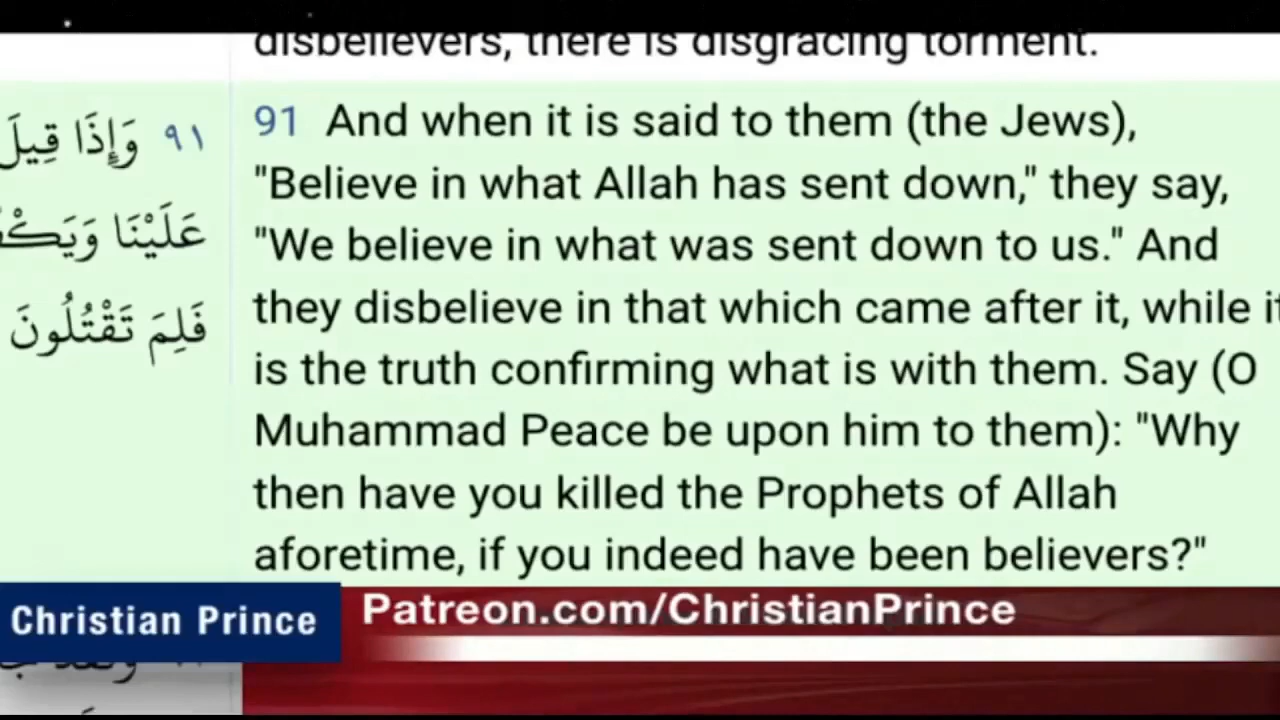 disbelievers, there is disgracing torment.
٩١ وَإِذَا قِيلَ
عَلَيْنَا
فَلِمَ تَقْتُلُونَ
91 And when it is said to them (the Jews),
"Believe in what Allah has sent down," they say,
"We believe in what was sent down to us." And
they disbelieve in that which came after it, while it
is the truth confirming what is with them. Say (O
Muhammad Peace be upon him to them): "Why
then have you killed the Prophets of Allah
aforetime, if you indeed have been believers?"
Christian Prince
Patreon.com/ChristianPrince